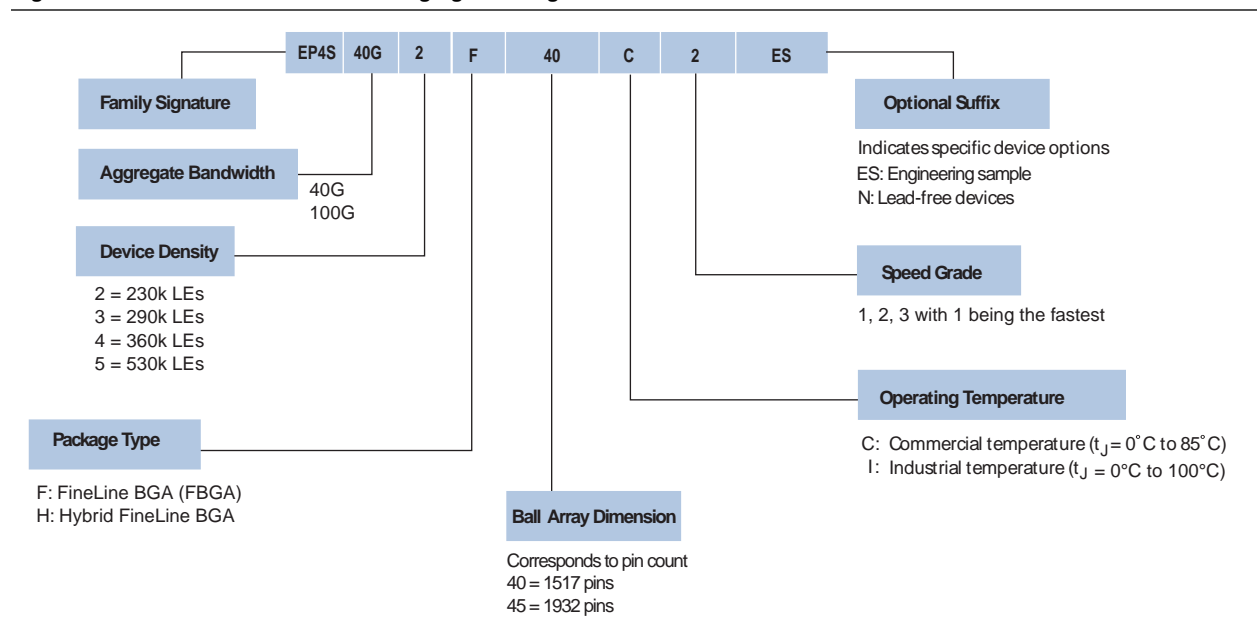 EP4S 40G 2 F 40 C 2 ES
Family Signature
Aggregate Bandwidth
40G
100G
Device Density
2 = 230k LEs
3 = 290k LEs
4 = 360k LEs
5 = 530k LEs
Package Type
F: FineLine BGA (FBGA)
H: Hybrid FineLine BGA
Ball Array Dimension
Corresponds to pin count
40 = 1517 pins
45 = 1932 pins
Optional Suffix
Indicates specific device options
ES: Engineering sample
N: Lead-free devices
Speed Grade
1, 2, 3 with 1 being the fastest
Operating Temperature
C: Commercial temperature (tJ = 0˚C to 85˚C)
I: Industrial temperature (tJ = 0°C to 100°C)